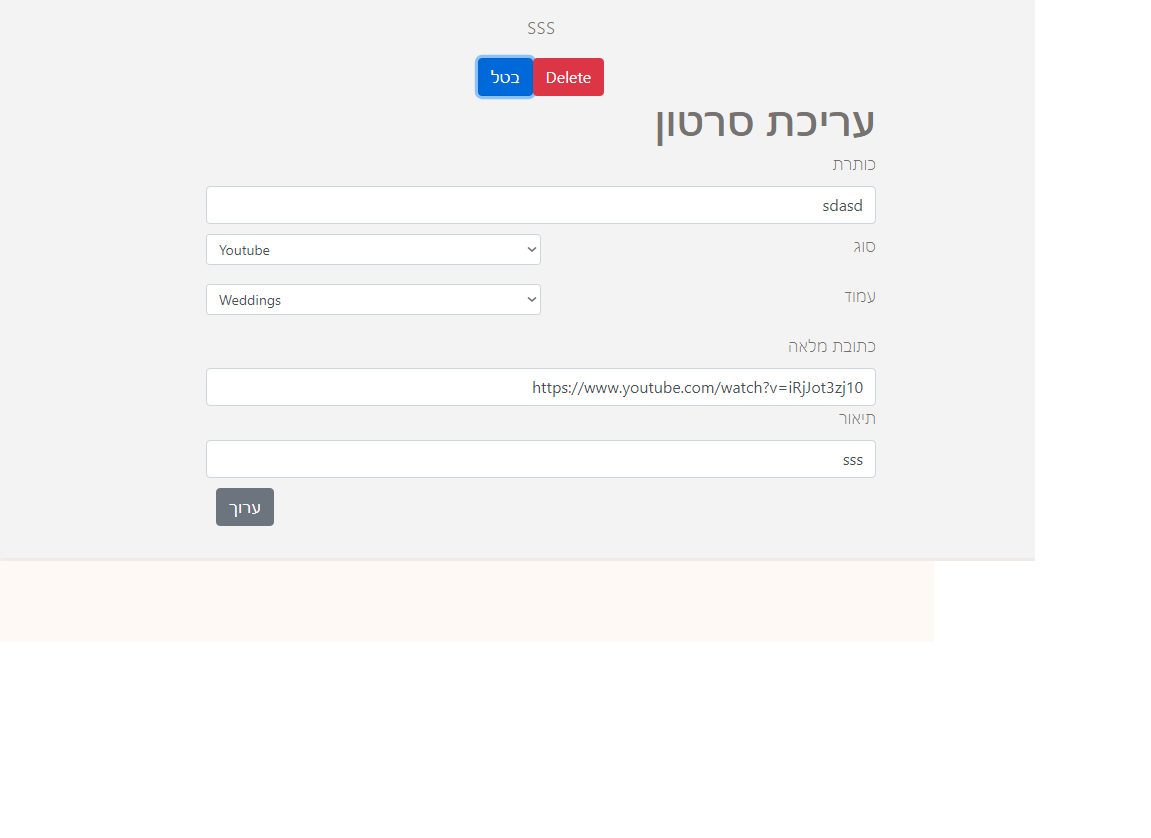 sss
בטל Delete
עריכת סרטון
כותרת
sdasd
סוג
Youtube
עמוד
Weddings
כתובת מלאה
https://www.youtube.com/watch?v=iRjJot3zj10
תיאור
sss
ערוך